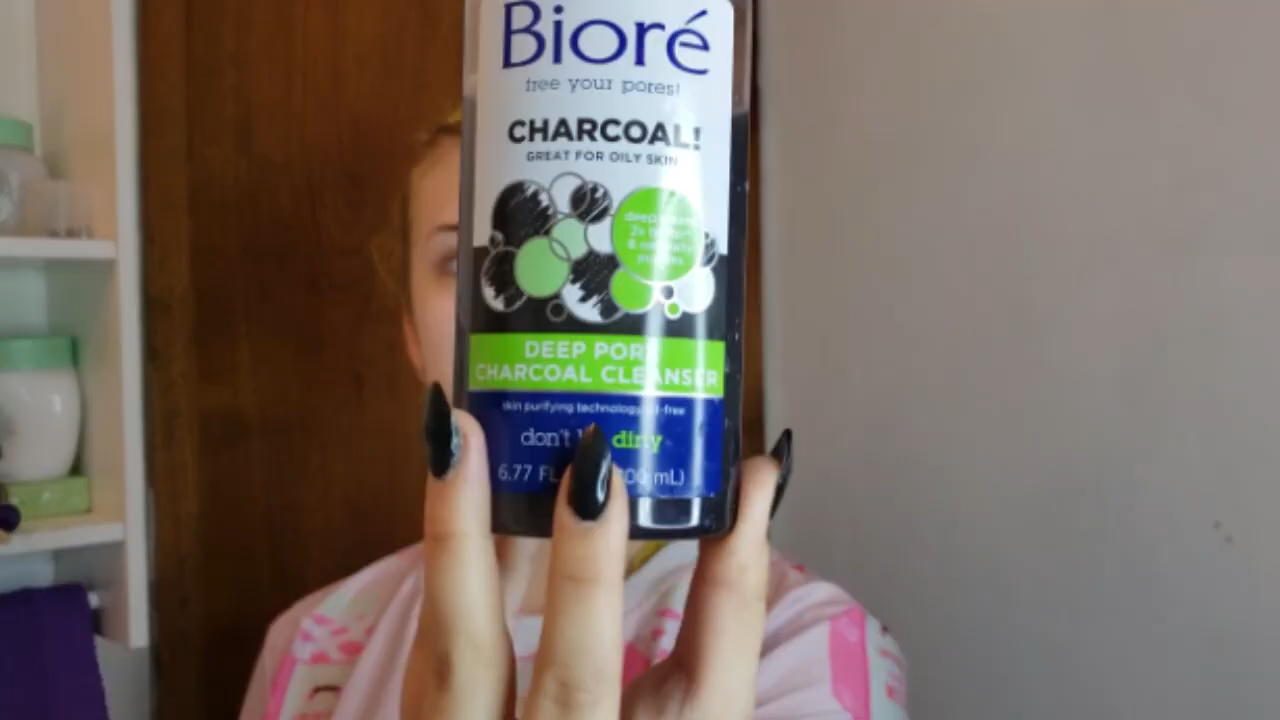 Bioré
free your pores!
CHARCOAL!
GREAT FOR OILY SKIN
DEEP PORE
CHARCOAL CLEANSER
skin purifying technology
don't dirty
6.77 FL mL)